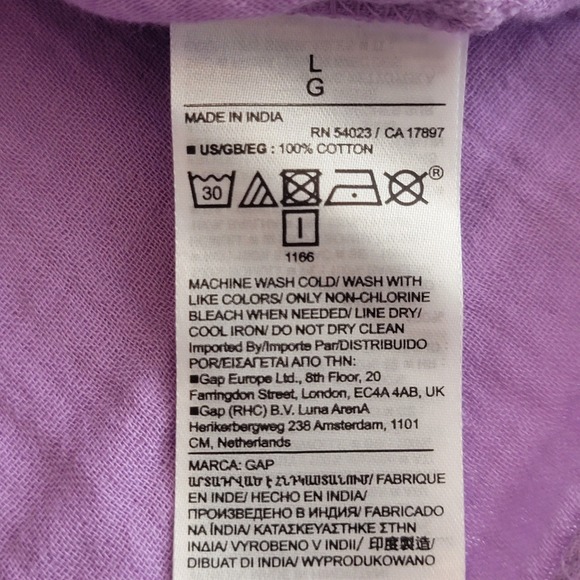 L
G
MADE IN INDIA
RN 54023 / CA 17897
■ US/GB/EG : 100% COTTON
30
®
1166
MACHINE WASH COLD/ WASH WITH
LIKE COLORS/ ONLY NON-CHLORINE
BLEACH WHEN NEEDED/ LINE DRY/
COOL IRON/ DO NOT DRY CLEAN
Imported By/Importe Par/DISTRIBUIDO
POR/ΕΙΣΑΓΕΤΑΙ ΑΠΟ ΤΗΝ:
■Gap Europe Ltd., 8th Floor, 20
Farringdon Street, London, EC4A 4AB, UK
■Gap (RHC) B.V. Luna ArenA
Herikerbergweg 238 Amsterdam, 1101
CM, Netherlands
MARCA: GAP
ԱՐՏԱԴՐՎԱԾ Է ՀՆԴԿԱՍՏԱՆՈՒՄ/ FABRIQUE
EN INDE/ HECHO EN INDIA/
ПРОИЗВЕДЕНО В ИНДИЯ/ FABRICADO
NA ÍNDIA/ ΚΑΤΑΣΚΕΥΑΣΤΗΚΕ ΣΤΗΝ
ΙΝΔΙΑ/ VYROBENO V INDII/ 印度製造/
DIBUAT DI INDIA/ WYPRODUKOWANO